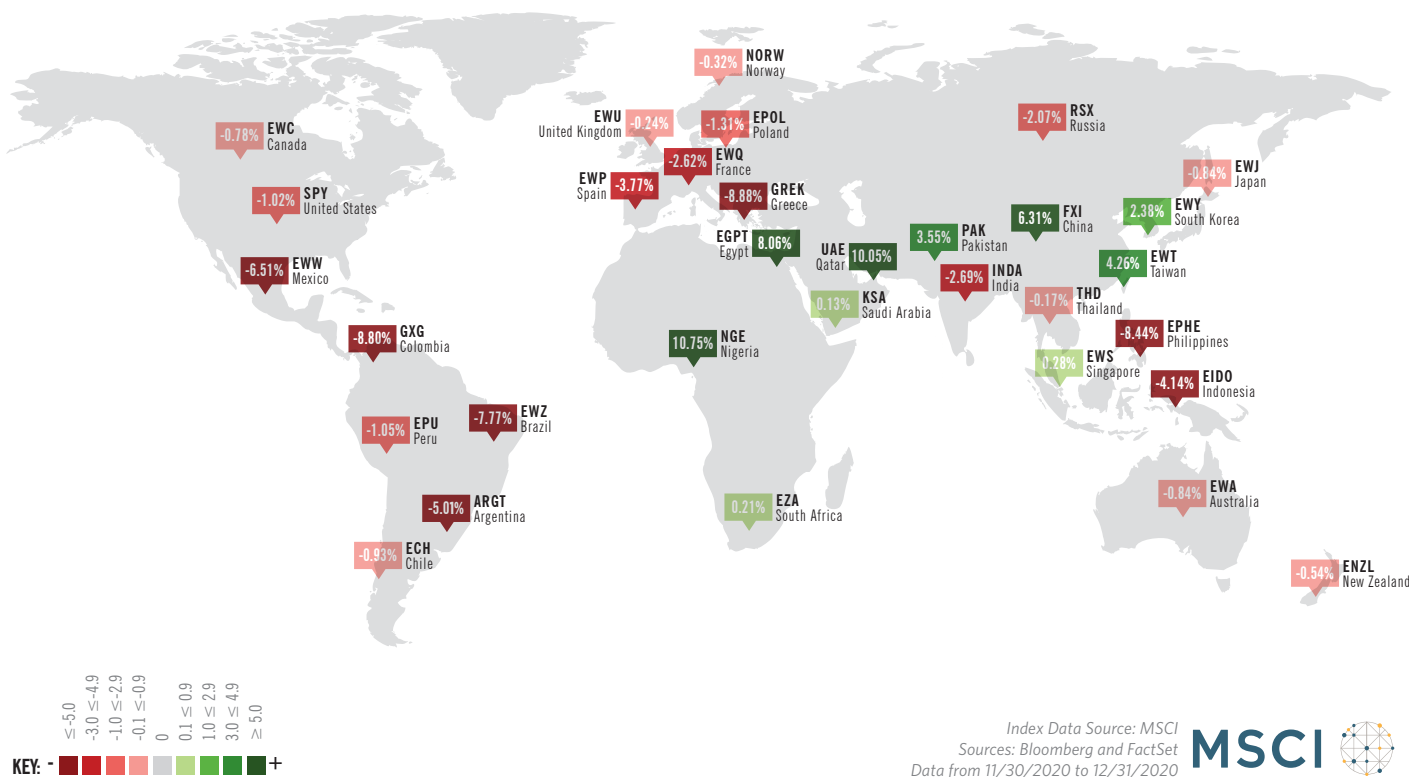 -0.32%
NORW
Norway
EWU
United Kingdom
-0.24%
-1.31%
EPOL
Poland
-2.07%
RSX
Russia
-0.78%
EWC
Canada
-2.62%
EWQ
France
-0.84%
EWJ
Japan
EWP
Spain
-3.77%
-8.88%
GREK
Greece
-1.02%
SPY
United States
6.31%
FXI
China
2.38%
EWY
South Korea
EGPT
Egypt
8.06%
UAE
Qatar
10.05%
3.55%
PAK
Pakistan
4.26%
EWT
Taiwan
-6.51%
EWW
Mexico
-2.69%
INDA
India
0.13%
KSA
Saudi Arabia
-0.17%
THD
Thailand
-8.80%
GXG
Colombia
10.75%
NGE
Nigeria
-8.44%
EPHE
Philippines
0.28%
EWS
Singapore
-4.14%
EIDO
Indonesia
-1.05%
EPU
Peru
-7.77%
EWZ
Brazil
-5.01%
ARGT
Argentina
0.21%
EZA
South Africa
-0.84%
EWA
Australia
-0.93%
ECH
Chile
-0.54%
ENZL
New Zealand
≤ -5.0
-3.0 ≤-4.9
-1.0 ≤-2.9
-0.1 ≤-0.9
0
0.1 ≤ 0.9
1.0 ≤ 2.9
3.0 ≤ 4.9
≥ 5.0
KEY: - +
Index Data Source: MSCI
Sources: Bloomberg and FactSet
Data from 11/30/2020 to 12/31/2020
MSCI